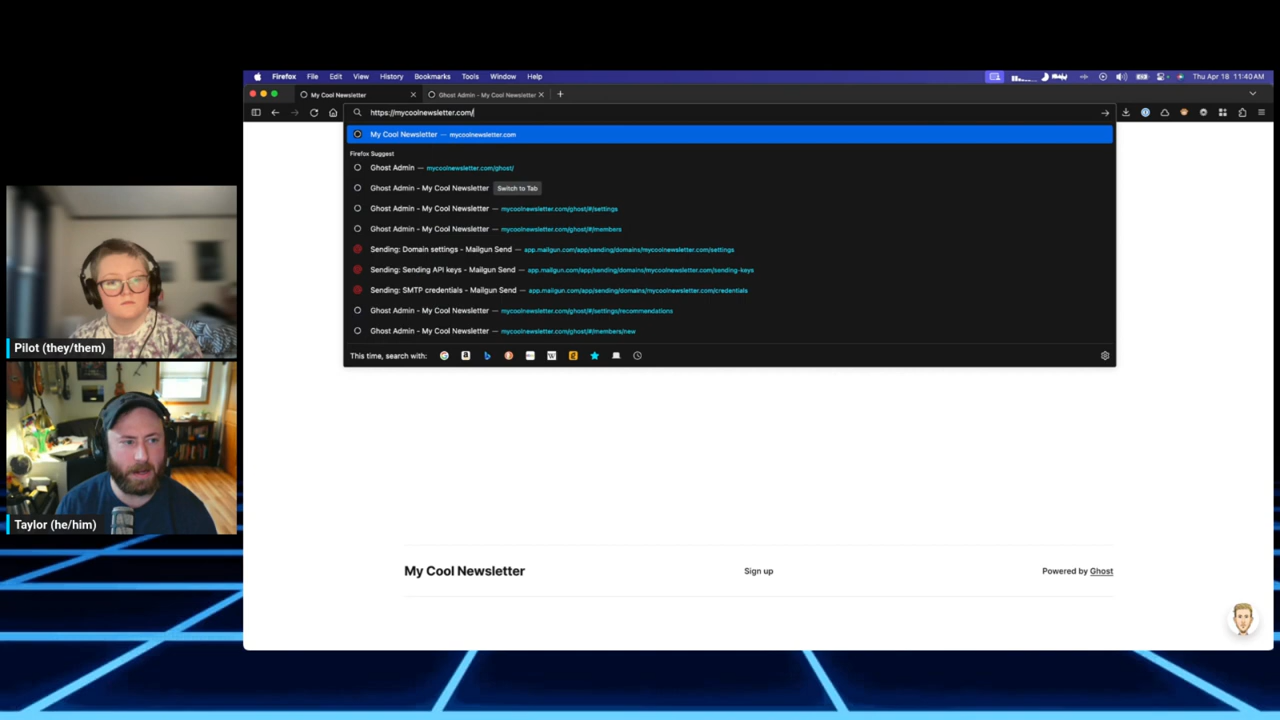 Firefox File Edit View History Bookmarks Tools Window Help
Thu Apr 18 11:40 AM
My Cool Newsletter
Ghost Admin - My Cool Newsletter
https://mycoolnewsletter.com/
My Cool Newsletter — mycoolnewsletter.com
Firefox Suggest
Ghost Admin — mycoolnewsletter.com/ghost/
Ghost Admin - My Cool Newsletter Switch to Tab
Ghost Admin - My Cool Newsletter — mycoolnewsletter.com/ghost/#/settings
Ghost Admin - My Cool Newsletter — mycoolnewsletter.com/ghost/#/members
Sending: Domain settings - Mailgun Send — app.mailgun.com/app/sending/domains/mycoolnewsletter.com/settings
Sending: Sending API keys - Mailgun Send — app.mailgun.com/app/sending/domains/mycoolnewsletter.com/sending-keys
Sending: SMTP credentials - Mailgun Send — app.mailgun.com/app/sending/domains/mycoolnewsletter.com/credentials
Ghost Admin - My Cool Newsletter — mycoolnewsletter.com/ghost/#/settings/recommendations
Ghost Admin - My Cool Newsletter — mycoolnewsletter.com/ghost/#/members/new
This time, search with:
Pilot (they/them)
Taylor (he/him)
My Cool Newsletter
Sign up
Powered by Ghost